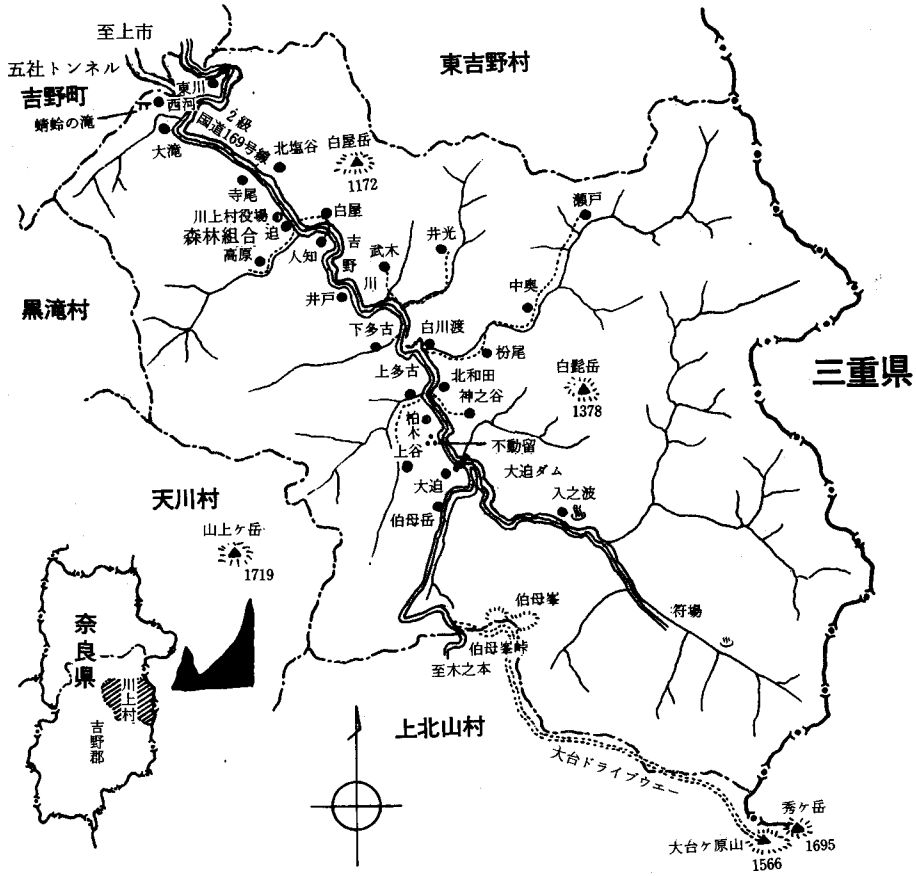 至上市
五社トンネル
吉野町
東川
西河
蜻蛉の滝
大滝
2級
国道169号線
東吉野村
北塩谷
白屋岳
1172
寺尾
川上村役場
白屋
迫
森林組合
人知
高原
吉野川
武木
井光
瀬戸
中奥
井戸
黒滝村
下多古
白川渡
枌尾
三重県
上多古
北和田
白髭岳
1378
神之谷
柏木
不動留
上谷
大迫
大迫ダム
入之波
伯母岳
天川村
山上ヶ岳
1719
伯母峯
符場
伯母峯峠
至木之本
奈良県
川上村
吉野郡
上北山村
大台ドライブウエー
秀ヶ岳
1695
大台ヶ原山
1566